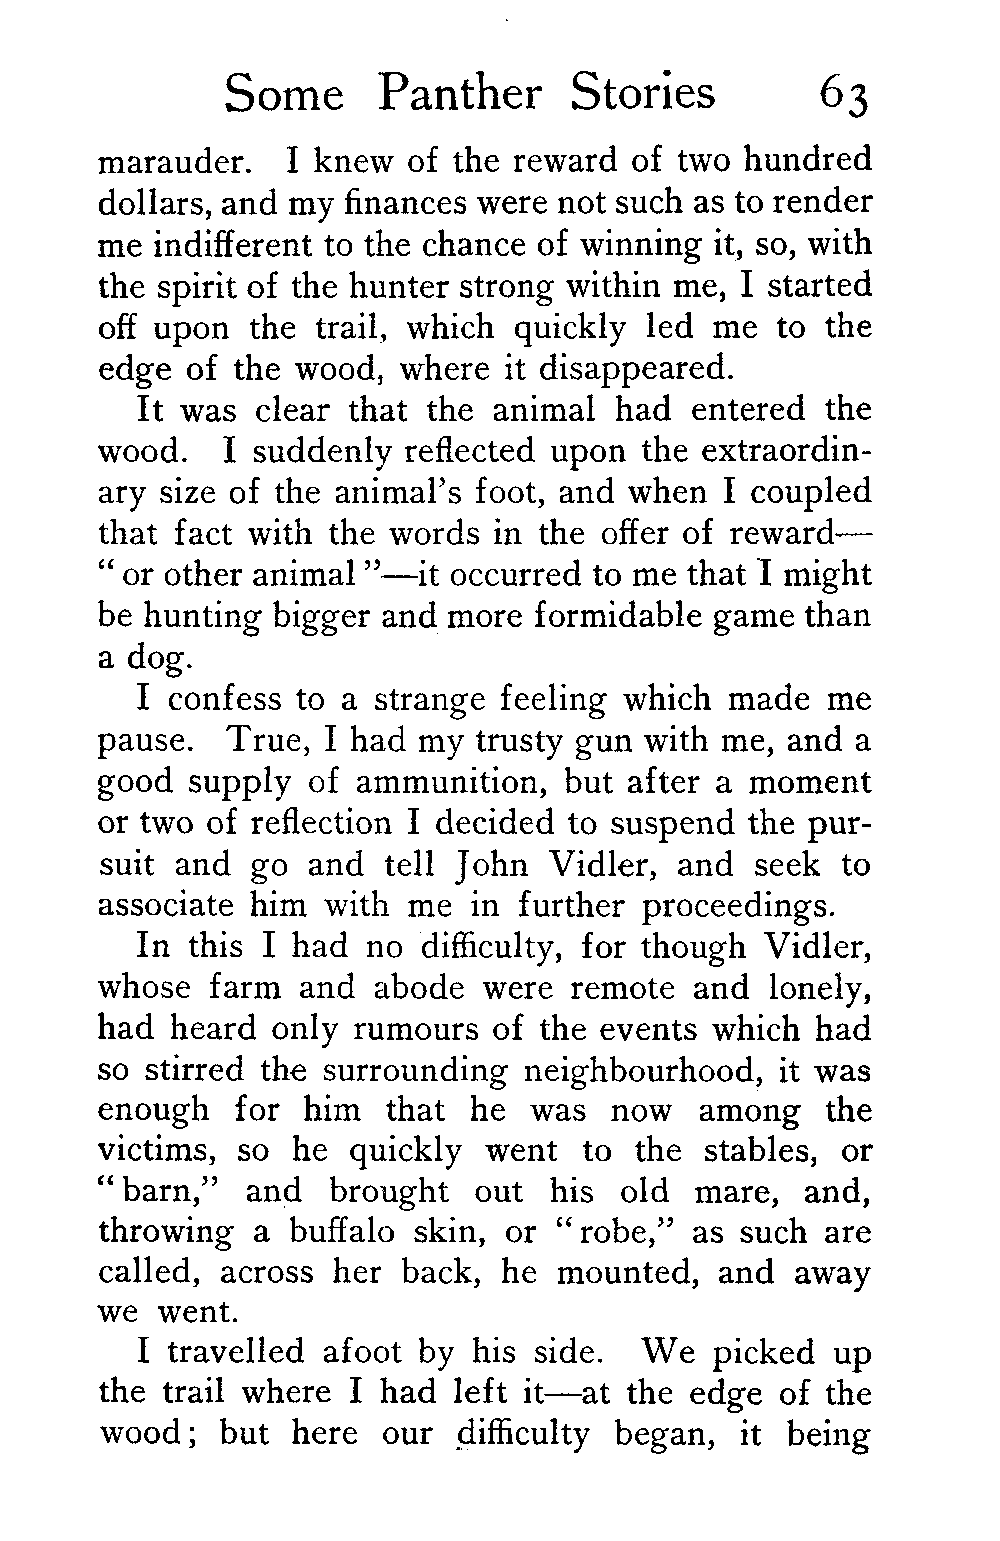 Some Panther Stories 63
marauder. I knew of the reward of two hundred
dollars, and my finances were not such as to render
me indifferent to the chance of winning it, so, with
the spirit of the hunter strong within me, I started
off upon the trail, which quickly led me to the
edge of the wood, where it disappeared.
It was clear that the animal had entered the
wood. I suddenly reflected upon the extraordin-
ary size of the animal's foot, and when I coupled
that fact with the words in the offer of reward—
“ or other animal ”—it occurred to me that I might
be hunting bigger and more formidable game than
a dog.
I confess to a strange feeling which made me
pause. True, I had my trusty gun with me, and a
good supply of ammunition, but after a moment
or two of reflection I decided to suspend the pur-
suit and go and tell John Vidler, and seek to
associate him with me in further proceedings.
In this I had no difficulty, for though Vidler,
whose farm and abode were remote and lonely,
had heard only rumours of the events which had
so stirred the surrounding neighbourhood, it was
enough for him that he was now among the
victims, so he quickly went to the stables, or
“ barn,” and brought out his old mare, and,
throwing a buffalo skin, or “ robe,” as such are
called, across her back, he mounted, and away
we went.
I travelled afoot by his side. We picked up
the trail where I had left it—at the edge of the
wood; but here our difficulty began, it being